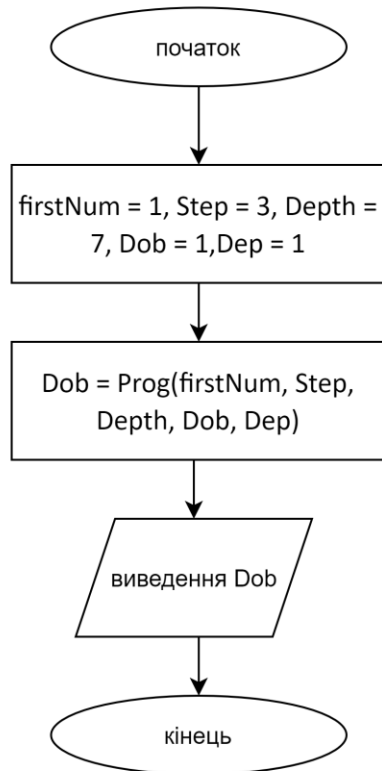 початок
firstNum = 1, Step = 3, Depth =
7, Dob = 1,Dep = 1
Dob = Prog(firstNum, Step,
Depth, Dob, Dep)
виведення Dob
кінець